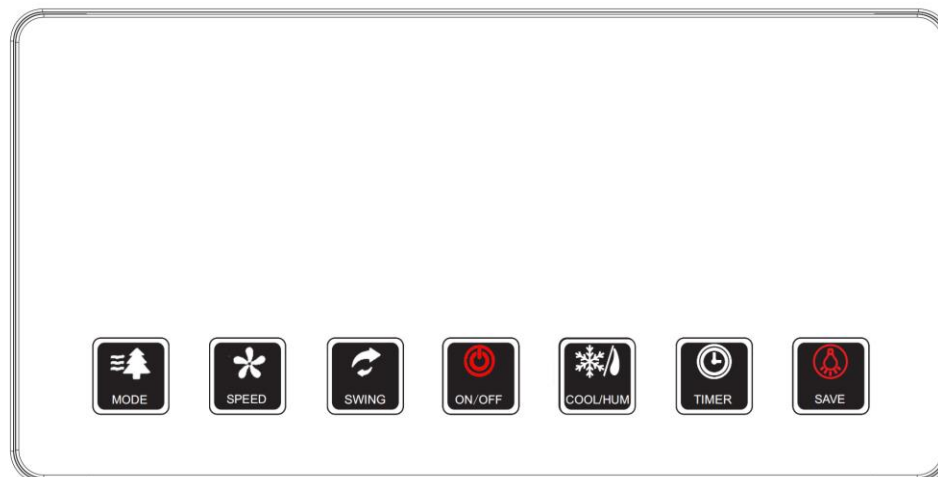 MODE
SPEED
SWING
ON/OFF
COOL/HUM
TIMER
SAVE